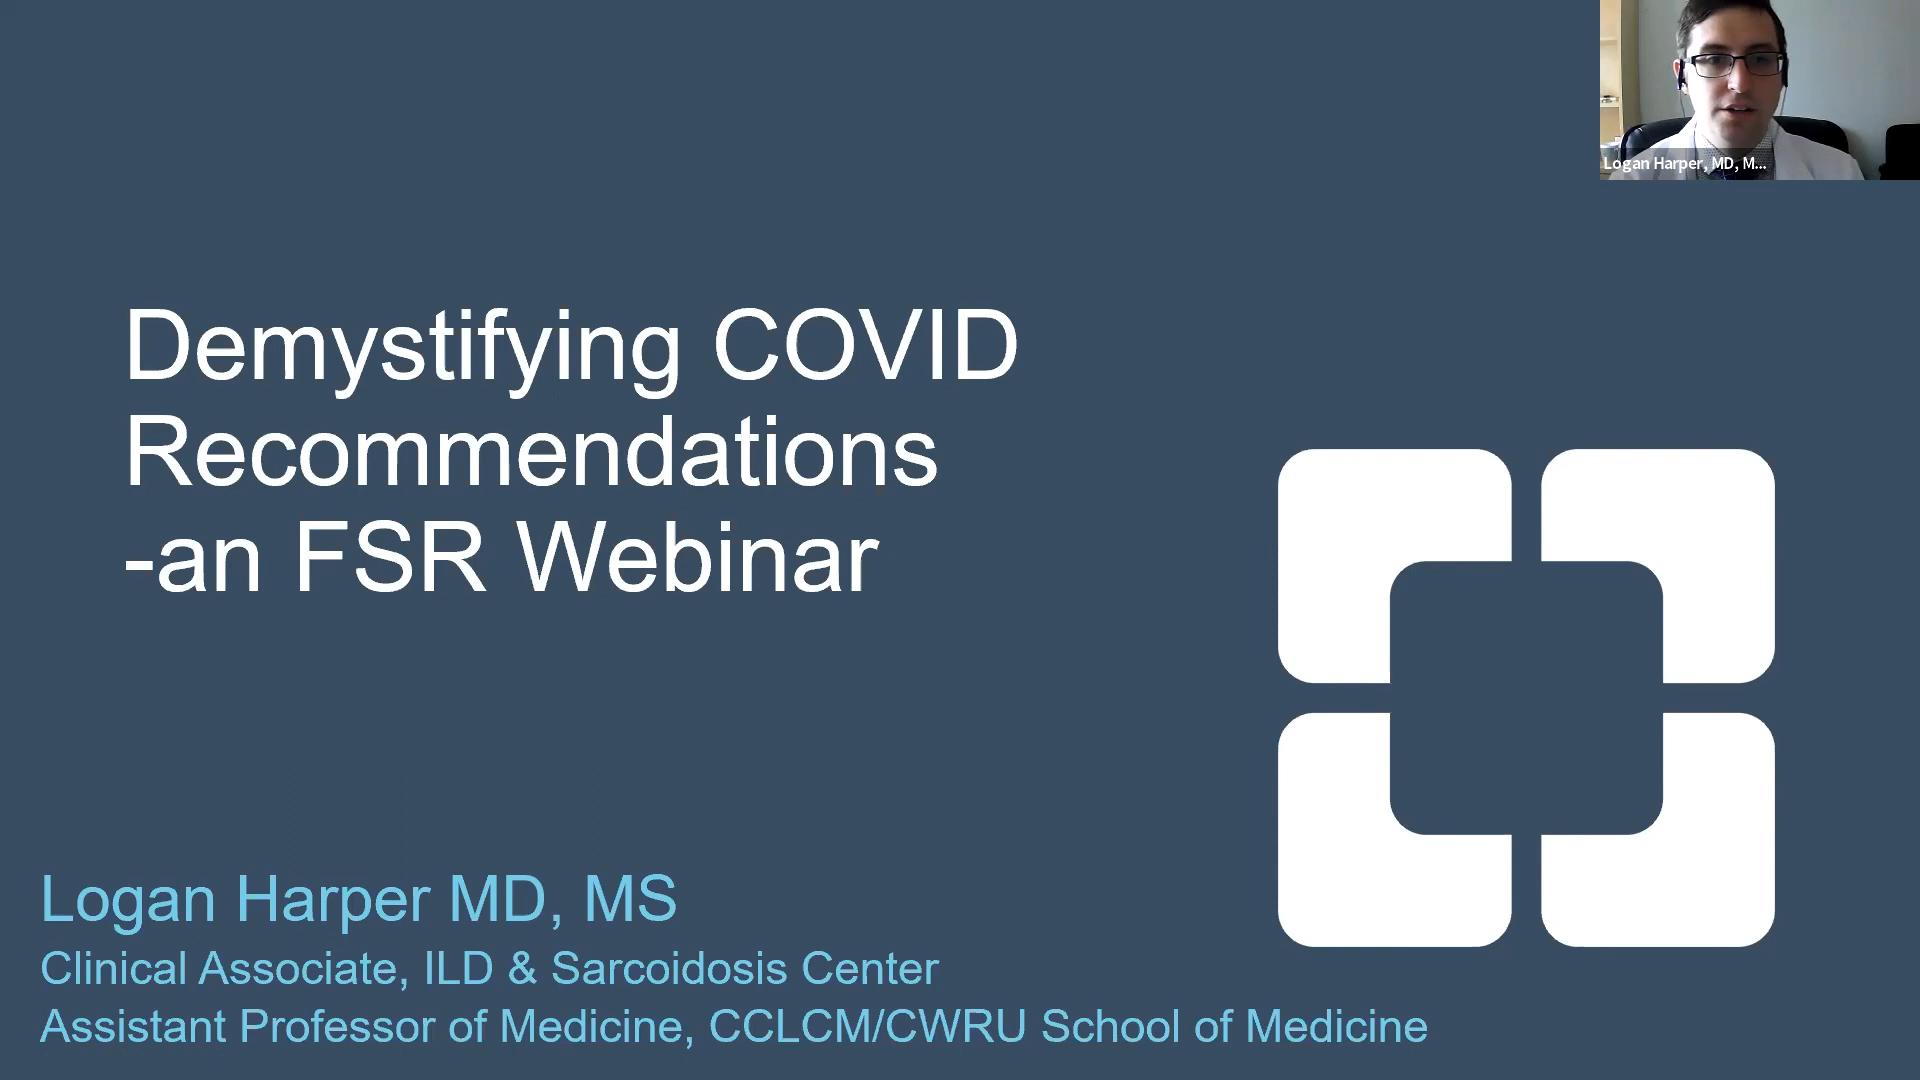 Logan Harper, MD, M...
Demystifying COVID
Recommendations
-an FSR Webinar
Logan Harper MD, MS
Clinical Associate, ILD & Sarcoidosis Center
Assistant Professor of Medicine, CCLCM/CWRU School of Medicine